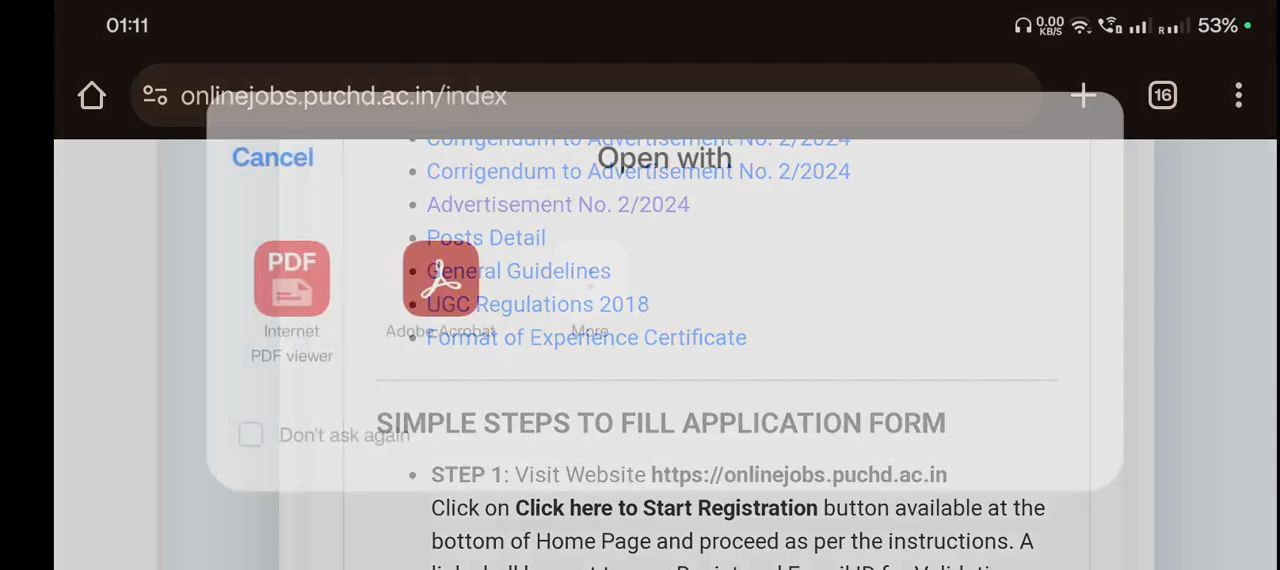 01:11
0.00 KB/S
R
53%
onlinejobs.puchd.ac.in/index
16
Corrigendum to Advertisement No. 2/2024
Cancel
Open with
Corrigendum to Advertisement No. 2/2024
Advertisement No. 2/2024
Posts Detail
PDF
General Guidelines
UGC Regulations 2018
Internet
PDF viewer
Adobe Acrobat
More
Format of Experience Certificate
SIMPLE STEPS TO FILL APPLICATION FORM
Don't ask again
STEP 1: Visit Website https://onlinejobs.puchd.ac.in
Click on Click here to Start Registration button available at the
bottom of Home Page and proceed as per the instructions. A